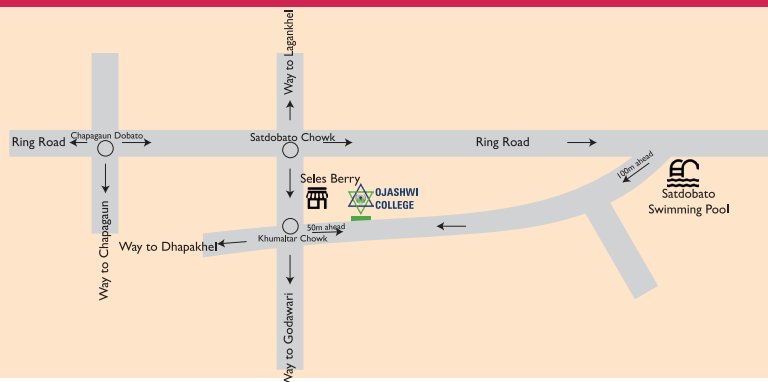 Way to Lagankhel
Ring Road
Chapagaun Dobato
Satdobato Chowk
Ring Road
100m ahead
Satdobato
Swimming Pool
Seles Berry
OJASHWI
COLLEGE
50m ahead
Khumaltar Chowk
Way to Dhapakhel
Way to Chapagaun
Way to Godawari